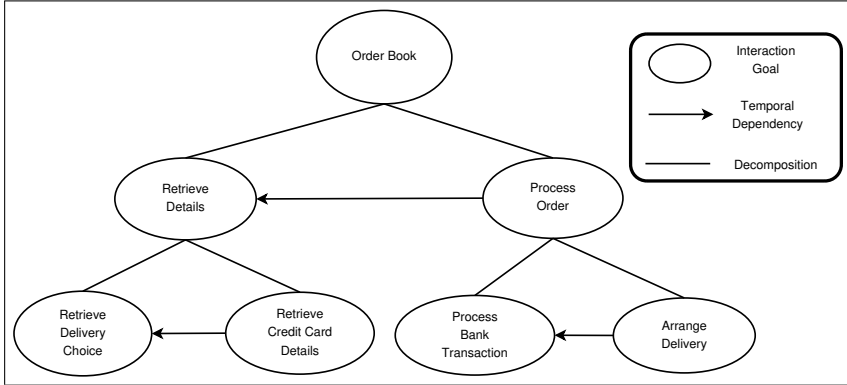 Order Book
Interaction
Goal
Temporal
Dependency
Decomposition
Retrieve
Details
Process
Order
Retrieve
Delivery
Choice
Retrieve
Credit Card
Details
Process
Bank
Transaction
Arrange
Delivery